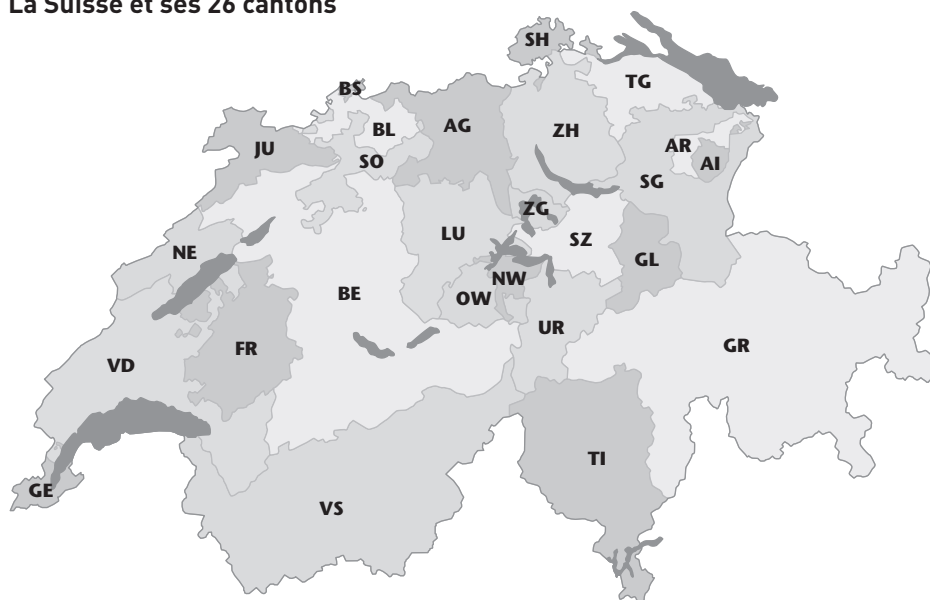 La Suisse et ses 26 cantons
SH
BS
TG
BL
AG
ZH
JU
SO
AR
AI
SG
ZG
NE
LU
SZ
GL
NW
BE
OW
UR
FR
VD
GR
TI
GE
VS